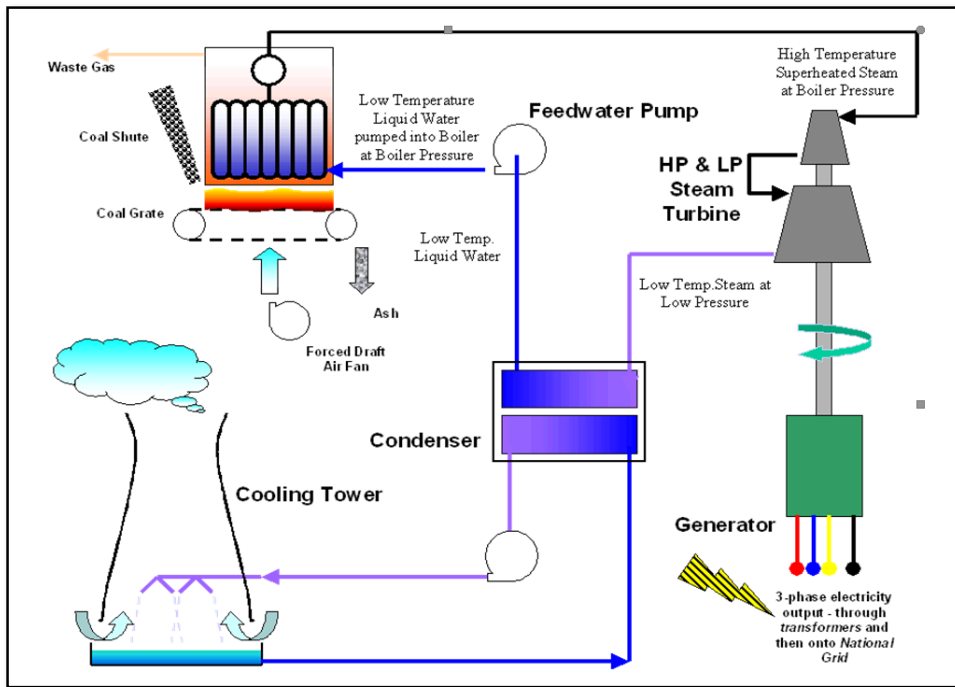 Waste Gas
Coal Shute
Coal Grate
Low Temperature
Liquid Water
pumped into Boiler
at Boiler Pressure
Feedwater Pump
High Temperature
Superheated Steam
at Boiler Pressure
HP & LP
Steam
Turbine
Low Temp.
Liquid Water
Low Temp.Steam at
Low Pressure
Ash
Forced Draft
Air Fan
Condenser
Cooling Tower
Generator
3-phase electricity
output - through
transformers and
then onto National
Grid